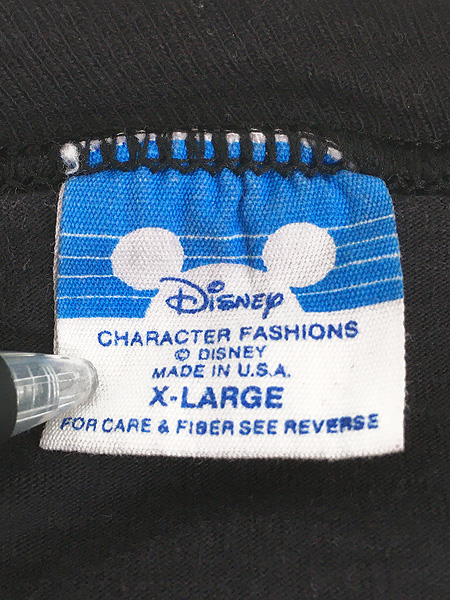 Disney
CHARACTER FASHIONS
© DISNEY
MADE IN U.S.A.
X-LARGE
FOR CARE & FIBER SEE REVERSE